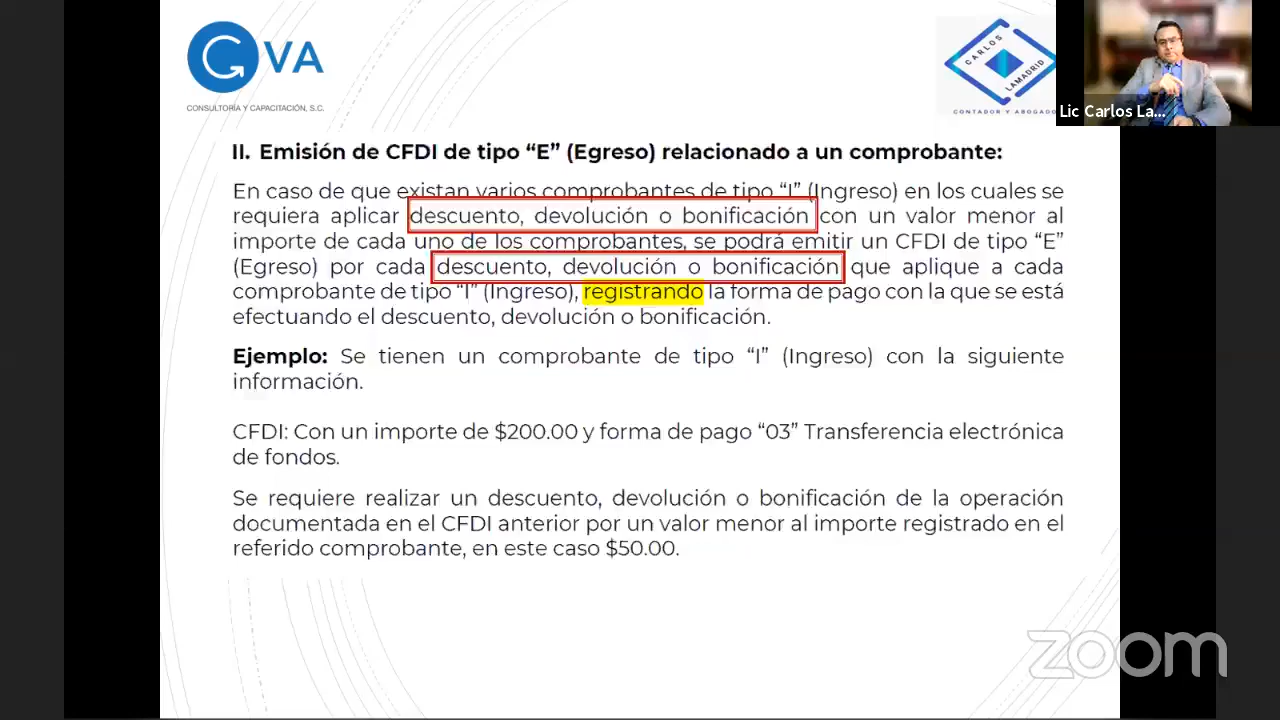 GVA
CONSULTORÍA Y CAPACITACIÓN, S.C.
CARLOS LAMADRID
CONTADOR Y ABOGADO
Lic Carlos La...
II. Emisión de CFDI de tipo “E” (Egreso) relacionado a un comprobante:
En caso de que existan varios comprobantes de tipo “I” (Ingreso) en los cuales se
requiera aplicar descuento, devolución o bonificación con un valor menor al
importe de cada uno de los comprobantes, se podrá emitir un CFDI de tipo “E”
(Egreso) por cada descuento, devolución o bonificación que aplique a cada
comprobante de tipo “I” (Ingreso), registrando la forma de pago con la que se está
efectuando el descuento, devolución o bonificación.
Ejemplo: Se tienen un comprobante de tipo “I” (Ingreso) con la siguiente
información.
CFDI: Con un importe de $200.00 y forma de pago “03” Transferencia electrónica
de fondos.
Se requiere realizar un descuento, devolución o bonificación de la operación
documentada en el CFDI anterior por un valor menor al importe registrado en el
referido comprobante, en este caso $50.00.
zoom